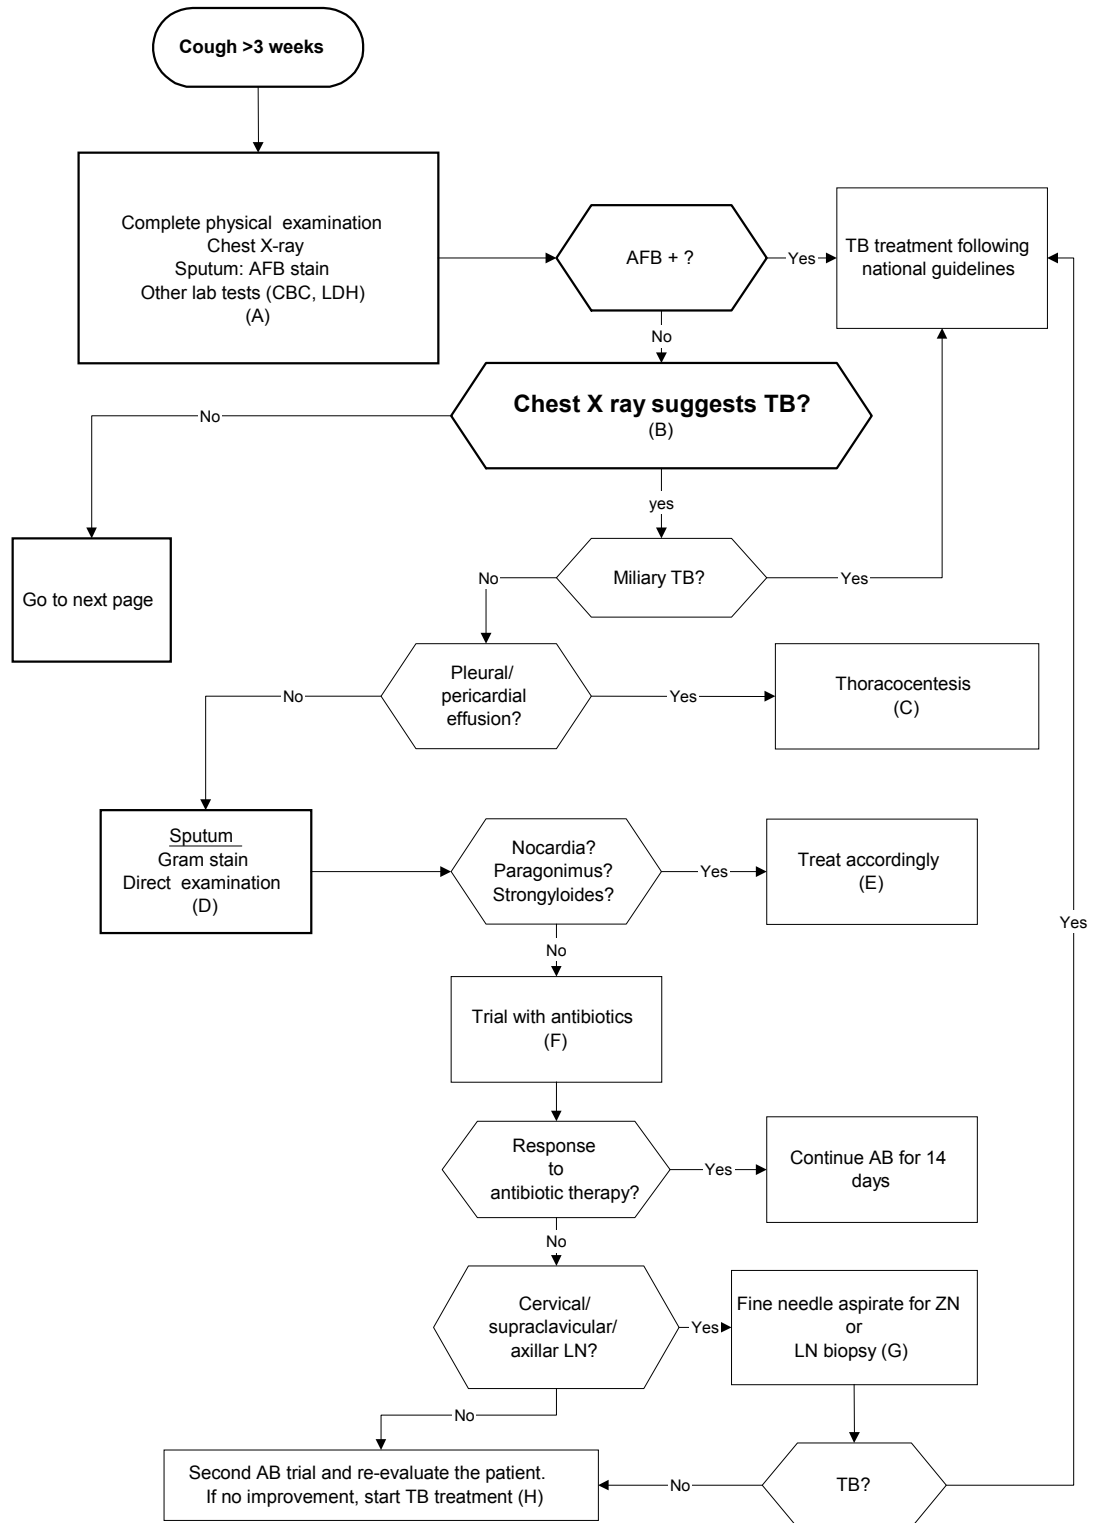 Cough >3 weeks
Complete physical examination
Chest X-ray
Sputum: AFB stain
Other lab tests (CBC, LDH)
(A)
AFB + ?
Yes
TB treatment following
national guidelines
No
Chest X ray suggests TB?
(B)
No
yes
Go to next page
Miliary TB?
No
Yes
Pleural/
pericardial
effusion?
No
Yes
Thoracocentesis
(C)
Sputum
Gram stain
Direct examination
(D)
Nocardia?
Paragonimus?
Strongyloides?
Yes
Treat accordingly
(E)
Yes
No
Trial with antibiotics
(F)
Response
to
antibiotic therapy?
Yes
Continue AB for 14
days
No
Cervical/
supraclavicular/
axillar LN?
Yes
Fine needle aspirate for ZN
or
LN biopsy (G)
No
Second AB trial and re-evaluate the patient.
If no improvement, start TB treatment (H)
No
TB?